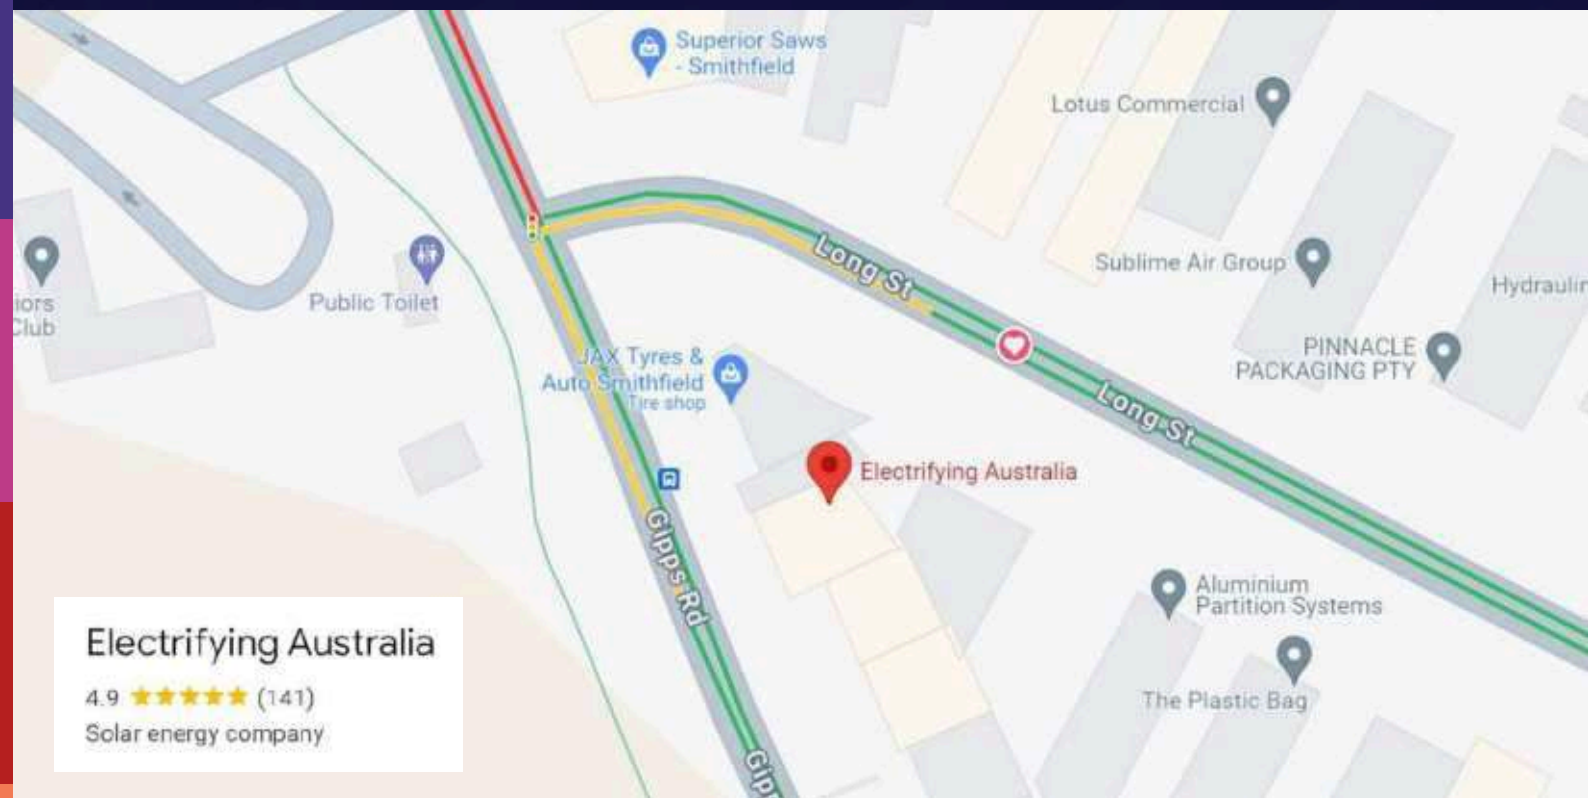 Superior Saws
- Smithfield
Lotus Commercial
Long St
Sublime Air Group
Hydraulin
iors
Club
Public Toilet
PINNACLE
PACKAGING PTY
JAX Tyres &
Auto Smithfield
Tire shop
Long St
Electrifying Australia
Gipps Rd
Aluminium
Partition Systems
The Plastic Bag
Gipp
Electrifying Australia
4.9 ★★★★★ (141)
Solar energy company